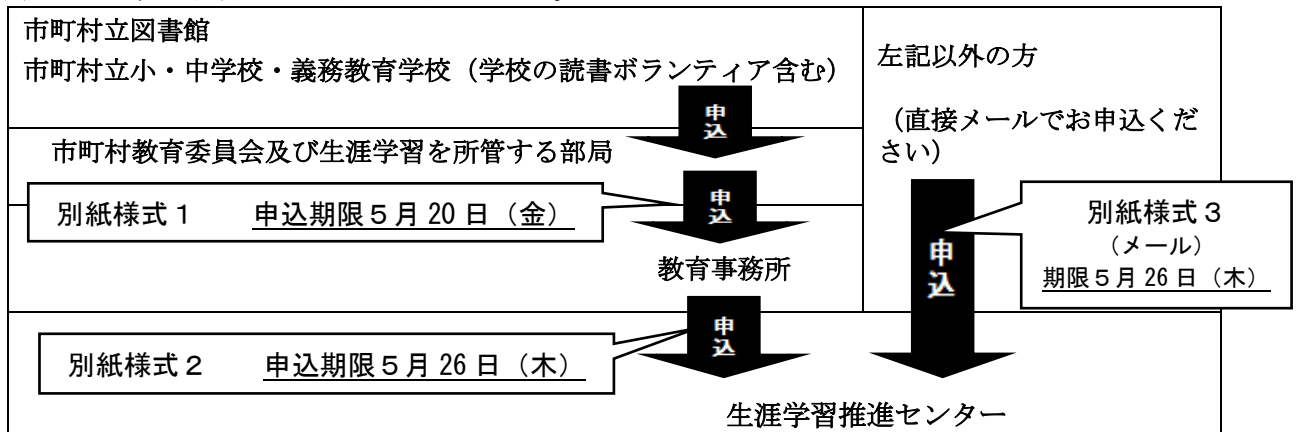 市町村立図書館
市町村立小・中学校・義務教育学校（学校の読書ボランティア含む）
申込
市町村教育委員会及び生涯学習を所管する部局
別紙様式１　申込期限５月20日（金）
申込
教育事務所
別紙様式２　申込期限５月26日（木）
申込
左記以外の方
（直接メールでお申込くだ
さい）
申込
別紙様式３
（メール）
期限５月26日（木）
生涯学習推進センター